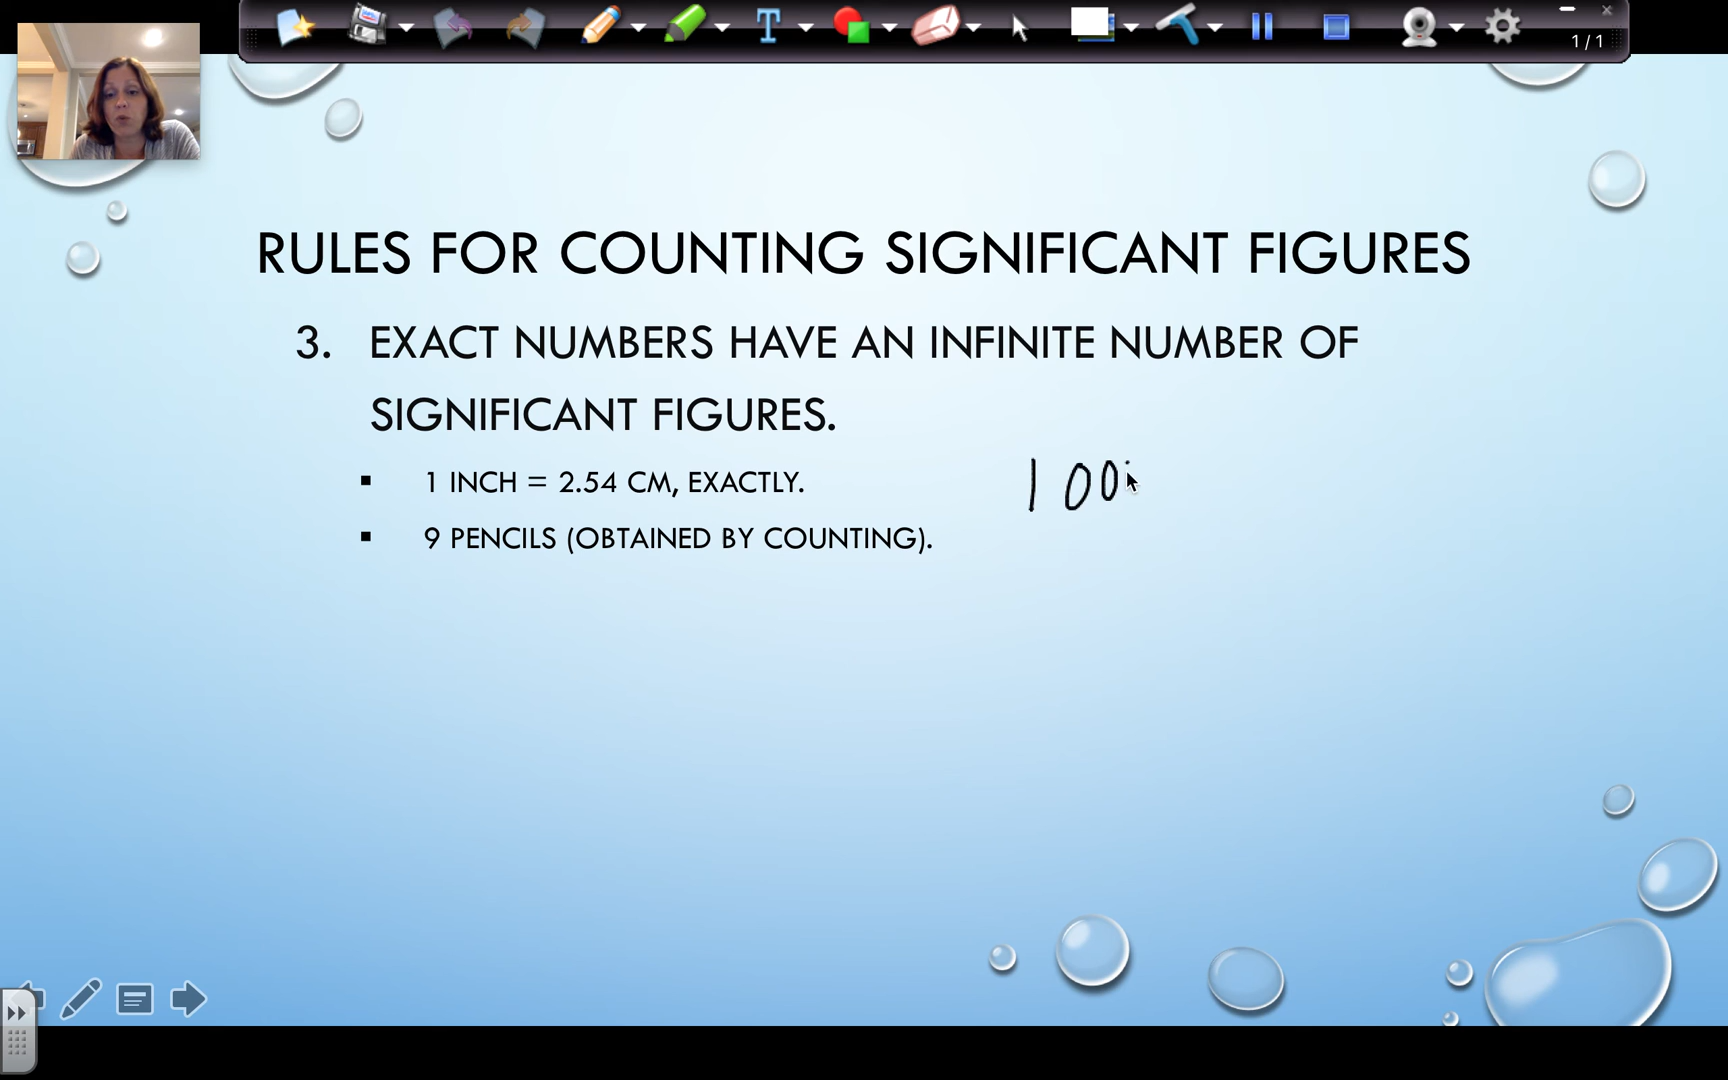 1/1
RULES FOR COUNTING SIGNIFICANT FIGURES
3. EXACT NUMBERS HAVE AN INFINITE NUMBER OF
SIGNIFICANT FIGURES.
▪ 1 INCH = 2.54 CM, EXACTLY.
100
▪ 9 PENCILS (OBTAINED BY COUNTING).